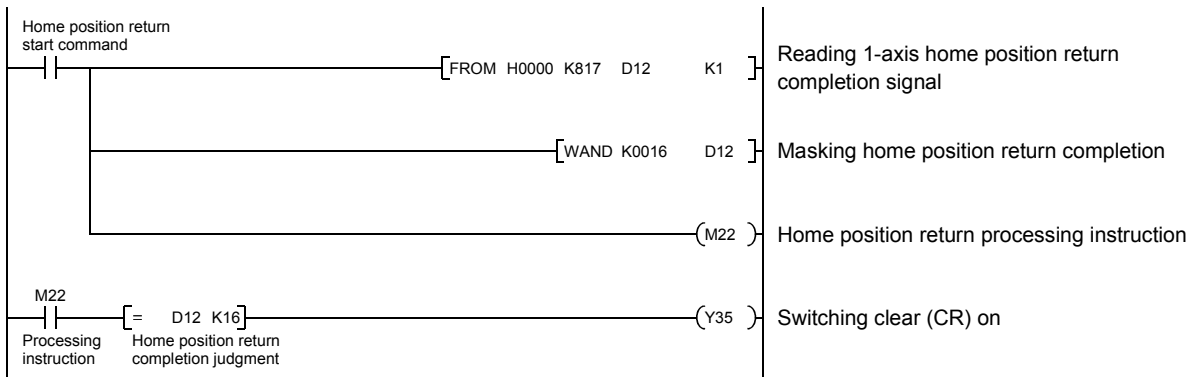 Home position return
start command
FROM H0000 K817 D12 K1
Reading 1-axis home position return
completion signal
WAND K0016 D12
Masking home position return completion
M22
Home position return processing instruction
M22
= D12 K16
Y35
Switching clear (CR) on
Processing
instruction
Home position return
completion judgment